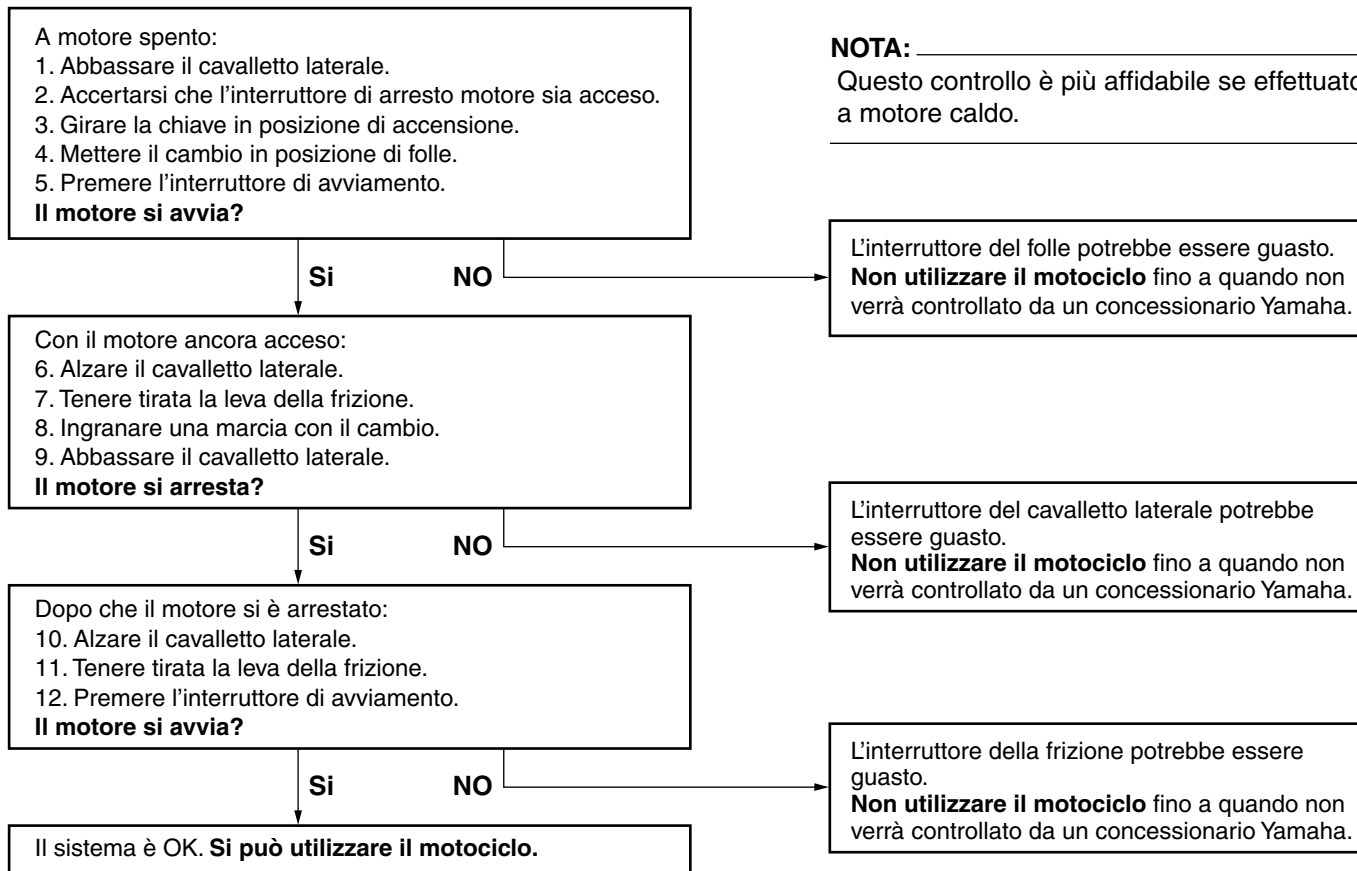 A motore spento:
1. Abbassare il cavalletto laterale.
2. Accertarsi che l'interruttore di arresto motore sia acceso.
3. Girare la chiave in posizione di accensione.
4. Mettere il cambio in posizione di folle.
5. Premere l'interruttore di avviamento.
Il motore si avvia?
NOTA:
Questo controllo è più affidabile se effettuato
a motore caldo.
Si NO
L'interruttore del folle potrebbe essere guasto.
Non utilizzare il motociclo fino a quando non
verrà controllato da un concessionario Yamaha.
Con il motore ancora acceso:
6. Alzare il cavalletto laterale.
7. Tenere tirata la leva della frizione.
8. Ingranare una marcia con il cambio.
9. Abbassare il cavalletto laterale.
Il motore si arresta?
Si NO
L'interruttore del cavalletto laterale potrebbe
essere guasto.
Non utilizzare il motociclo fino a quando non
verrà controllato da un concessionario Yamaha.
Dopo che il motore si è arrestato:
10. Alzare il cavalletto laterale.
11. Tenere tirata la leva della frizione.
12. Premere l'interruttore di avviamento.
Il motore si avvia?
Si NO
L'interruttore della frizione potrebbe essere
guasto.
Non utilizzare il motociclo fino a quando non
verrà controllato da un concessionario Yamaha.
Il sistema è OK. Si può utilizzare il motociclo.